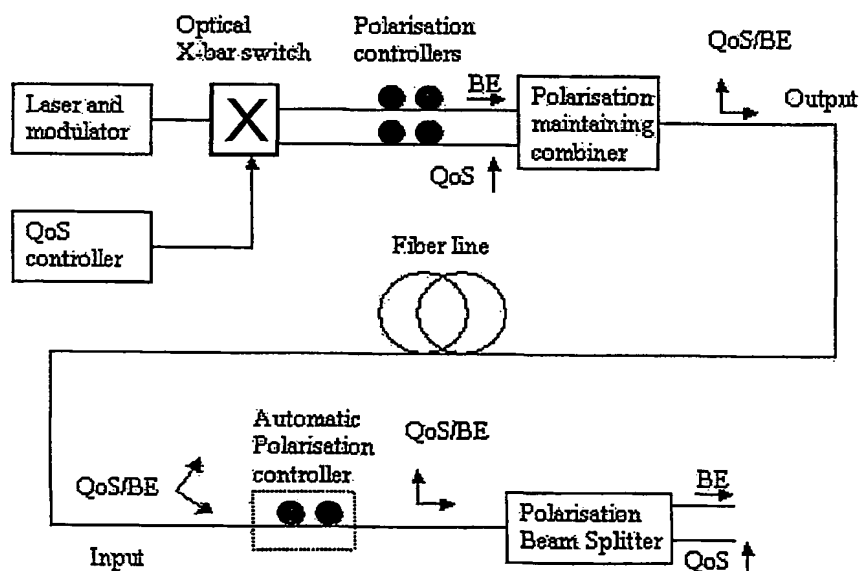 Optical
X-bar switch
Polarisation
controllers
QoS/BE
BE
Output
Laser and
modulator
X
Polarisation
maintaining
combiner
QoS
QoS
controller
Fiber line
Automatic
Polarisation
controller
QoS/BE
QoS/BE
BE
Polarisation
Beam Splitter
Input
QoS